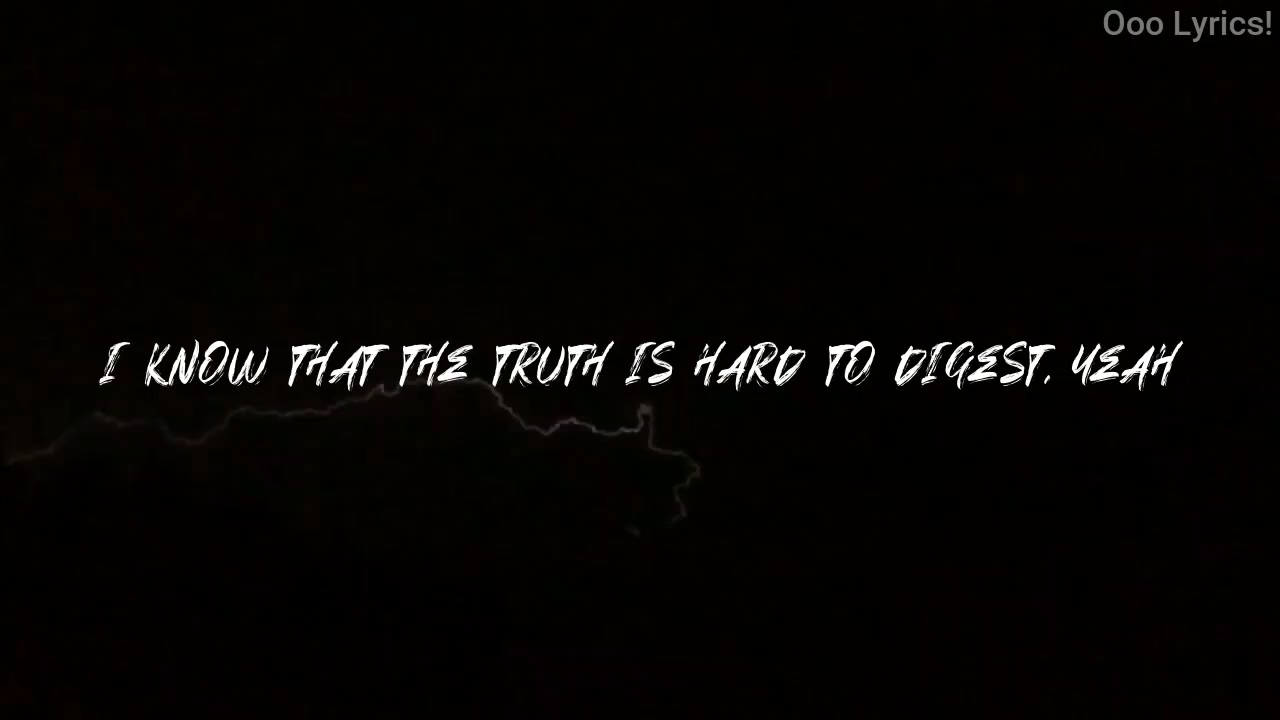 Ooo Lyrics!
I KNOW THAT THE TRUTH IS HARD TO DIGEST, YEAH